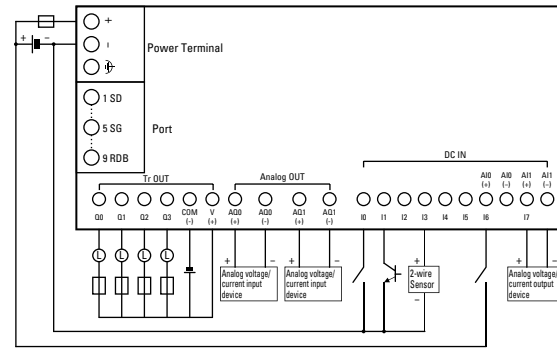 +
+ −
−
Power Terminal
1 SD
5 SG
Port
9 RDB
DC IN
Tr OUT
Analog OUT
AI0 AI0 AI1 AI1
(+) (-) (+) (-)
Q0 Q1 Q2 Q3 COM V AQ0 AQ0 AQ1 AQ1 I0 I1 I2 I3 I4 I5 I6 I7
(-) (+) (+) (-) (+) (-)
L L L L
+ − + − + + − + −
Analog voltage/
current input
device
Analog voltage/
current input
device
2-wire
Sensor
−
Analog voltage/
current output
device